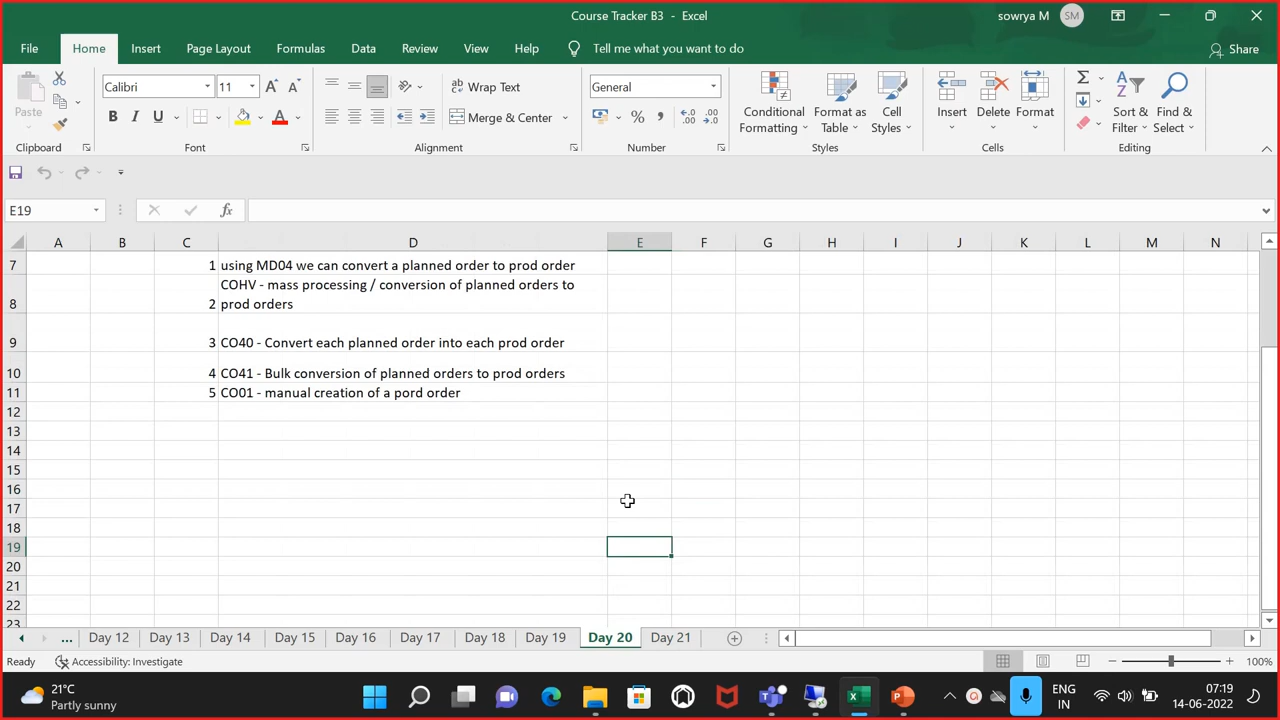 Course Tracker B3 - Excel
sowrya M SM
File Home Insert Page Layout Formulas Data Review View Help Tell me what you want to do Share
Calibri 11 A A Wrap Text General
Paste B I U A Merge & Center % , Conditional Formatting Format as Table Cell Styles Insert Delete Format Sort & Filter Find & Select
Clipboard Font Alignment Number Styles Cells Editing
E19 fx
A B C D E F G H I J K L M N
7 1 using MD04 we can convert a planned order to prod order
COHV - mass processing / conversion of planned orders to
8 2 prod orders
9 3 CO40 - Convert each planned order into each prod order
10 4 CO41 - Bulk conversion of planned orders to prod orders
11 5 CO01 - manual creation of a pord order
12
13
14
15
16
17
18
19
20
21
22
23
... Day 12 Day 13 Day 14 Day 15 Day 16 Day 17 Day 18 Day 19 Day 20 Day 21
Ready Accessibility: Investigate 100%
21°C
Partly sunny
ENG
IN
07:19
14-06-2022